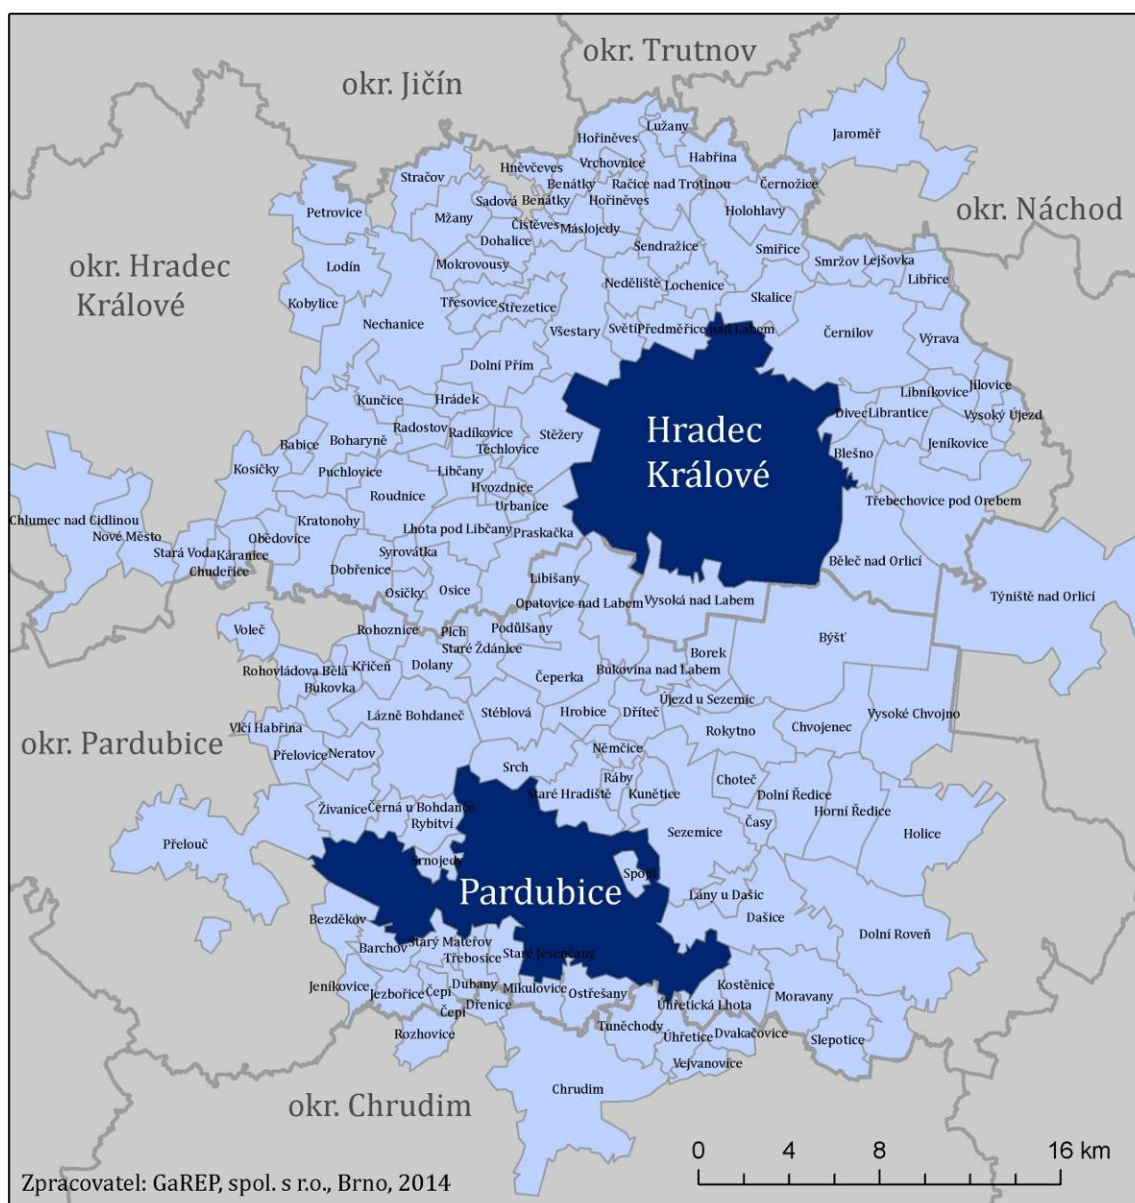 okr. Trutnov
okr. Jičín
Lužany
Hořiněves
Jaroměř
Vrchovnice
Habřina
Hněvčeves
Stračov
Benátky
Račice nad Trotinou
Černožice
Sadová
Benátky
Hořiněves
Petrovice
Mžany
Holohlavy
okr. Náchod
Čistěves
Máslojedy
Dohalice
Sendražice
Smiřice
okr. Hradec
Králové
Lodín
Mokrovousy
Smržov
Lejšovka
Libřice
Neděliště
Lochenice
Kobylice
Třesovice
Střezetice
Skalice
Nechanice
Všestary
Světí
Předměřice nad Labem
Černilov
Výrava
Dolní Přím
Jílovice
Libníkovice
Kunčice
Hrádek
Divec
Librantice
Vysoký Újezd
Radostov
Radíkovice
Stěžery
Hradec
Králové
Babice
Boharyně
Těchlovice
Jeníkovice
Blešno
Kosičky
Puchlovice
Libčany
Hvozdnice
Roudnice
Urbanice
Třebechovice pod Orebem
Chlumec nad Cidlinou
Nové Město
Kratonohy
Lhota pod Libčany
Praskačka
Obědovice
Stará Voda
Káranice
Syrovátka
Chudeřice
Dobřenice
Běleč nad Orlicí
Libišany
Osičky
Osice
Týniště nad Orlicí
Opatovice nad Labem
Vysoká nad Labem
Voleč
Rohoznice
Plch
Podůlšany
Býšť
Staré Ždánice
Borek
Rohovládova Bělá
Křičeň
Dolany
Bukovina nad Labem
Bukovka
Čeperka
Újezd u Sezemic
Lázně Bohdaneč
Stéblová
Hrobice
Dříteč
Vysoké Chvojno
Vlčí Habřina
Rokytno
Chvojenec
okr. Pardubice
Přelovice
Neratov
Němčice
Srch
Ráby
Choteč
Staré Hradiště
Kunětice
Dolní Ředice
Živanice
Černá u Bohdanče
Horní Ředice
Rybitví
Časy
Sezemice
Holice
Přelouč
Srnojedy
Spojil
Pardubice
Lány u Dašic
Bezděkov
Dašice
Dolní Roveň
Barchov
Starý Mateřov
Třebosice
Staré Jesenčany
Jeníkovice
Jezbořice
Čepí
Dubany
Mikulovice
Ostřešany
Kostěnice
Moravany
Čepí
Dřenice
Úhřetická Lhota
Rozhovice
Tuněchody
Úhřetice
Dvakačovice
Slepotice
Vejvanovice
Chrudim
okr. Chrudim
0 4 8 16 km
Zpracovatel: GaREP, spol. s r.o., Brno, 2014